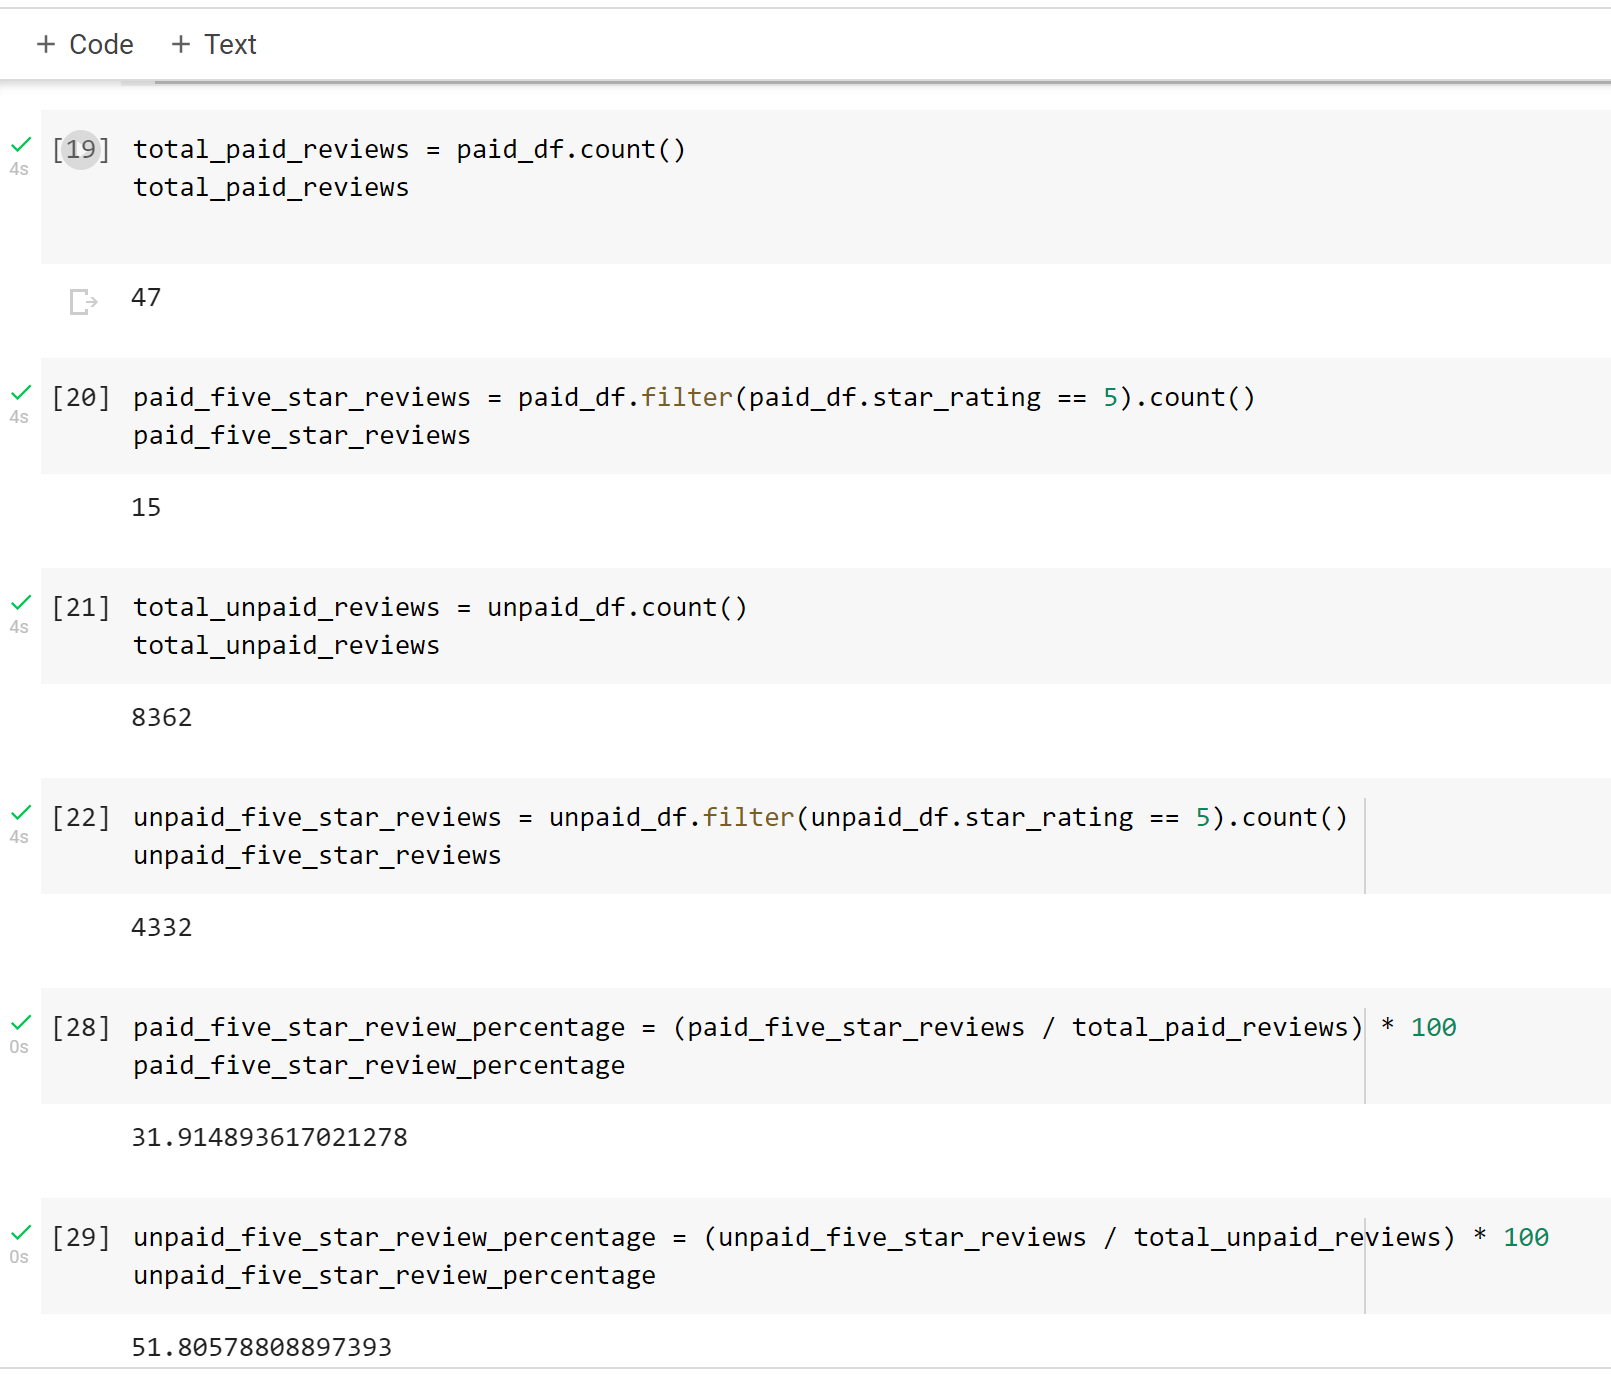 + Code + Text
[19] total_paid_reviews = paid_df.count()
4s
total_paid_reviews
47
[20] paid_five_star_reviews = paid_df.filter(paid_df.star_rating == 5).count()
4s
paid_five_star_reviews
15
[21] total_unpaid_reviews = unpaid_df.count()
4s
total_unpaid_reviews
8362
[22] unpaid_five_star_reviews = unpaid_df.filter(unpaid_df.star_rating == 5).count()
4s
unpaid_five_star_reviews
4332
[28] paid_five_star_review_percentage = (paid_five_star_reviews / total_paid_reviews) * 100
0s
paid_five_star_review_percentage
31.914893617021278
[29] unpaid_five_star_review_percentage = (unpaid_five_star_reviews / total_unpaid_reviews) * 100
0s
unpaid_five_star_review_percentage
51.80578808897393